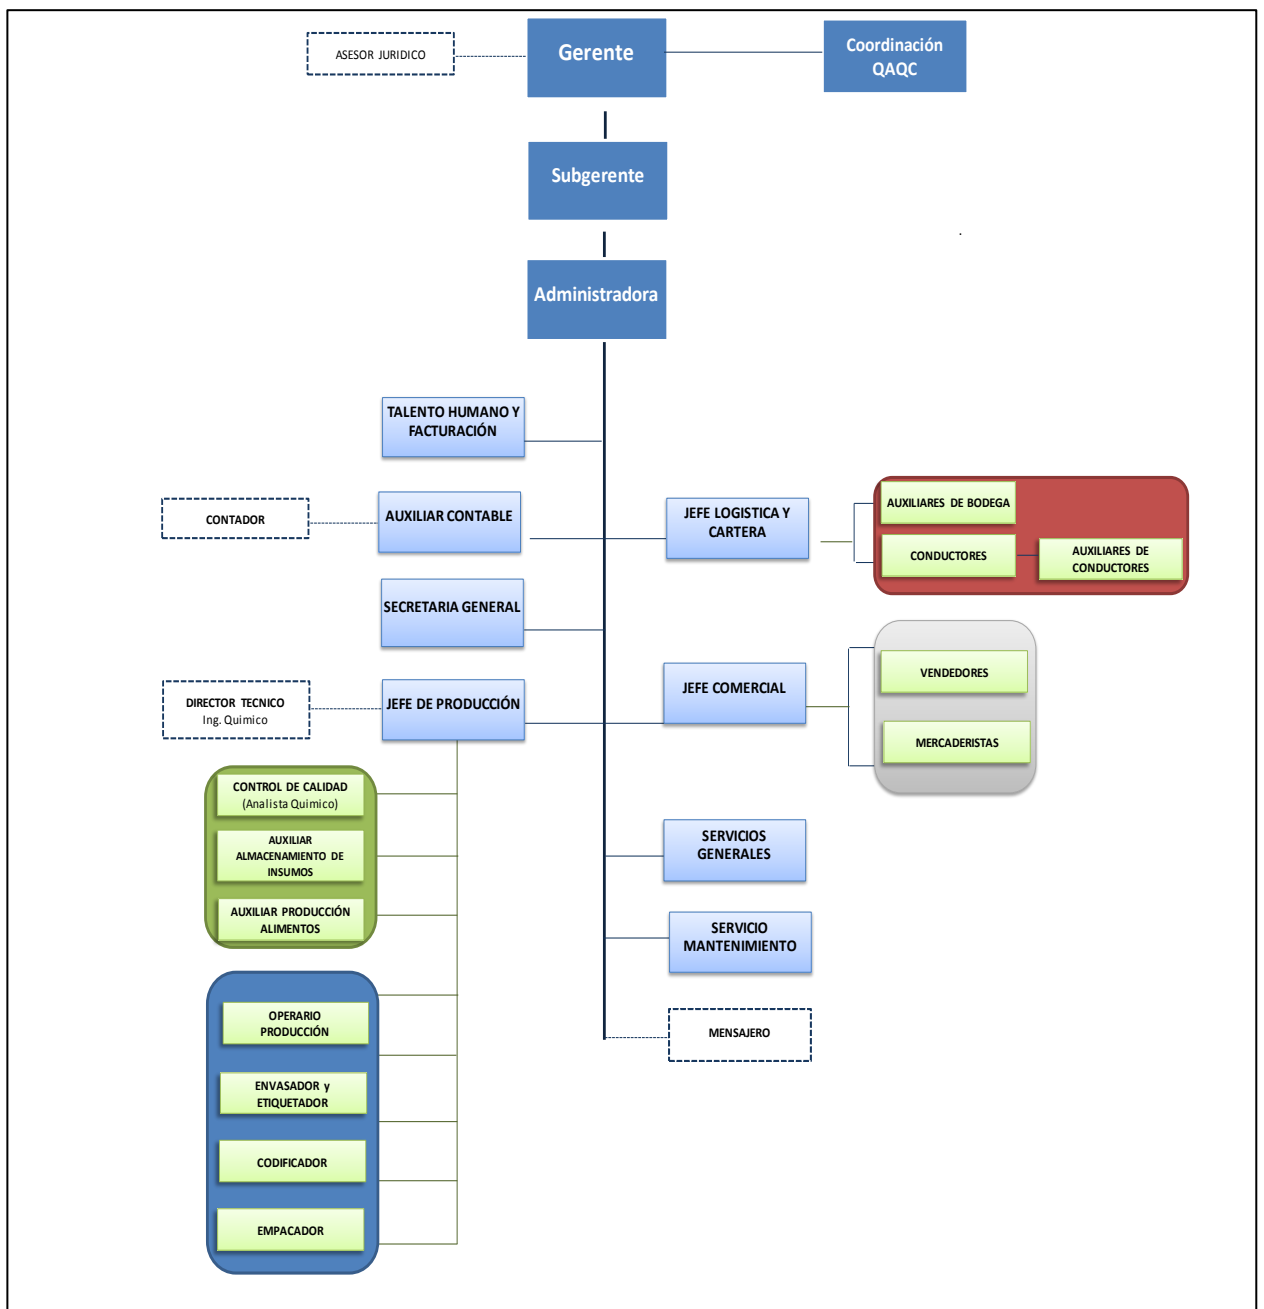 ASESOR JURIDICO
Gerente
Coordinación
QAQC
Subgerente
.
Administradora
TALENTO HUMANO Y
FACTURACIÓN
CONTADOR
AUXILIAR CONTABLE
JEFE LOGISTICA Y
CARTERA
AUXILIARES DE BODEGA
CONDUCTORES
AUXILIARES DE
CONDUCTORES
SECRETARIA GENERAL
DIRECTOR TECNICO
Ing. Quimico
JEFE DE PRODUCCIÓN
JEFE COMERCIAL
VENDEDORES
MERCADERISTAS
CONTROL DE CALIDAD
(Analista Quimico)
AUXILIAR
ALMACENAMIENTO DE
INSUMOS
AUXILIAR PRODUCCIÓN
ALIMENTOS
SERVICIOS
GENERALES
SERVICIO
MANTENIMIENTO
MENSAJERO
OPERARIO
PRODUCCIÓN
ENVASADOR y
ETIQUETADOR
CODIFICADOR
EMPACADOR